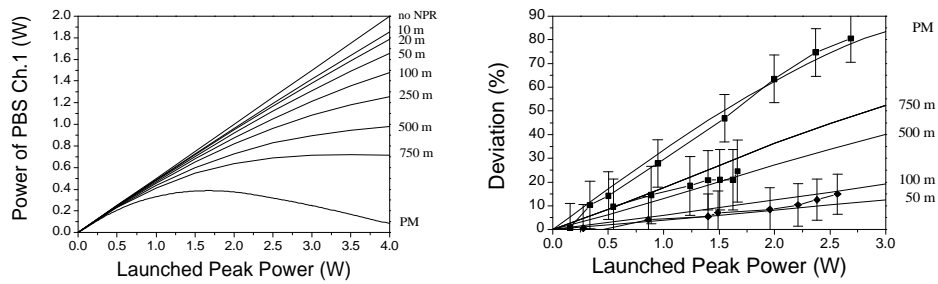 Power of PBS Ch.1 (W)
2.0
1.8
1.6
1.4
1.2
1.0
0.8
0.6
0.4
0.2
0.0
0.0 0.5 1.0 1.5 2.0 2.5 3.0 3.5 4.0
Launched Peak Power (W)
no NPR
10 m
20 m
50 m
100 m
250 m
500 m
750 m
PM
Deviation (%)
90
80
70
60
50
40
30
20
10
0
0.0 0.5 1.0 1.5 2.0 2.5 3.0
Launched Peak Power (W)
PM
750 m
500 m
100 m
50 m